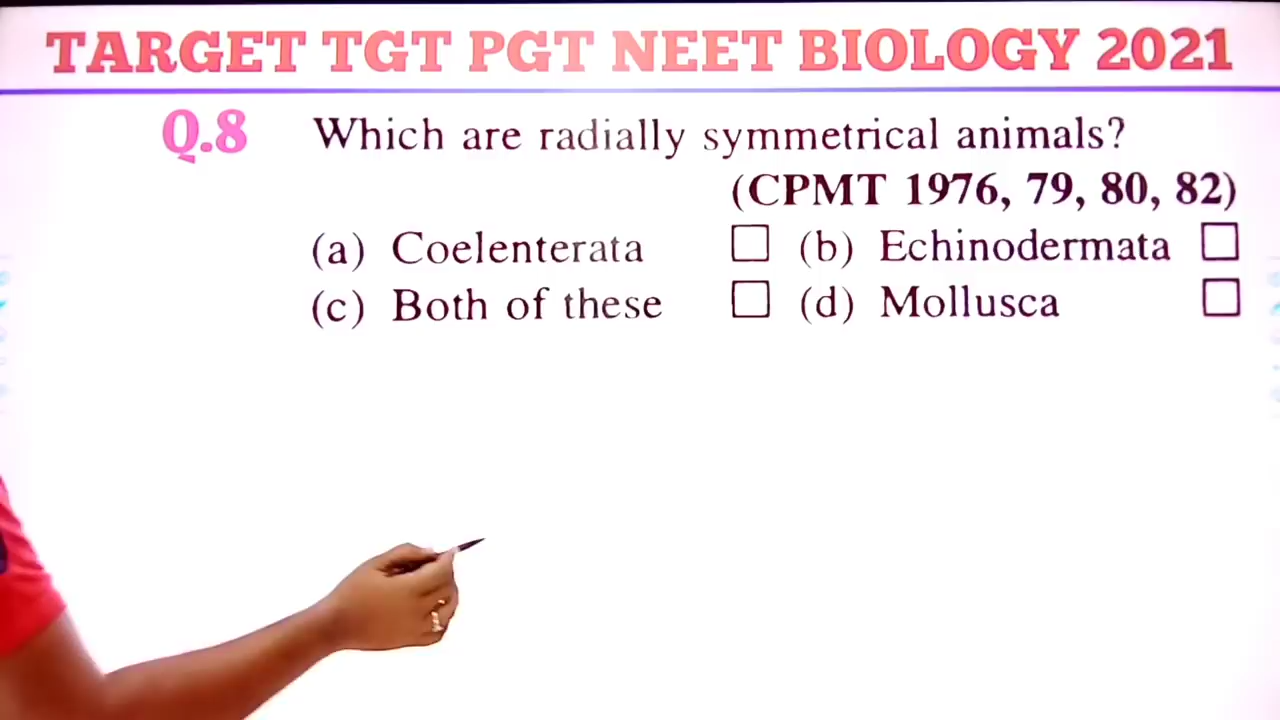 TARGET TGT PGT NEET BIOLOGY 2021
Q.8 Which are radially symmetrical animals?
(CPMT 1976, 79, 80, 82)
(a) Coelenterata (b) Echinodermata
(c) Both of these (d) Mollusca